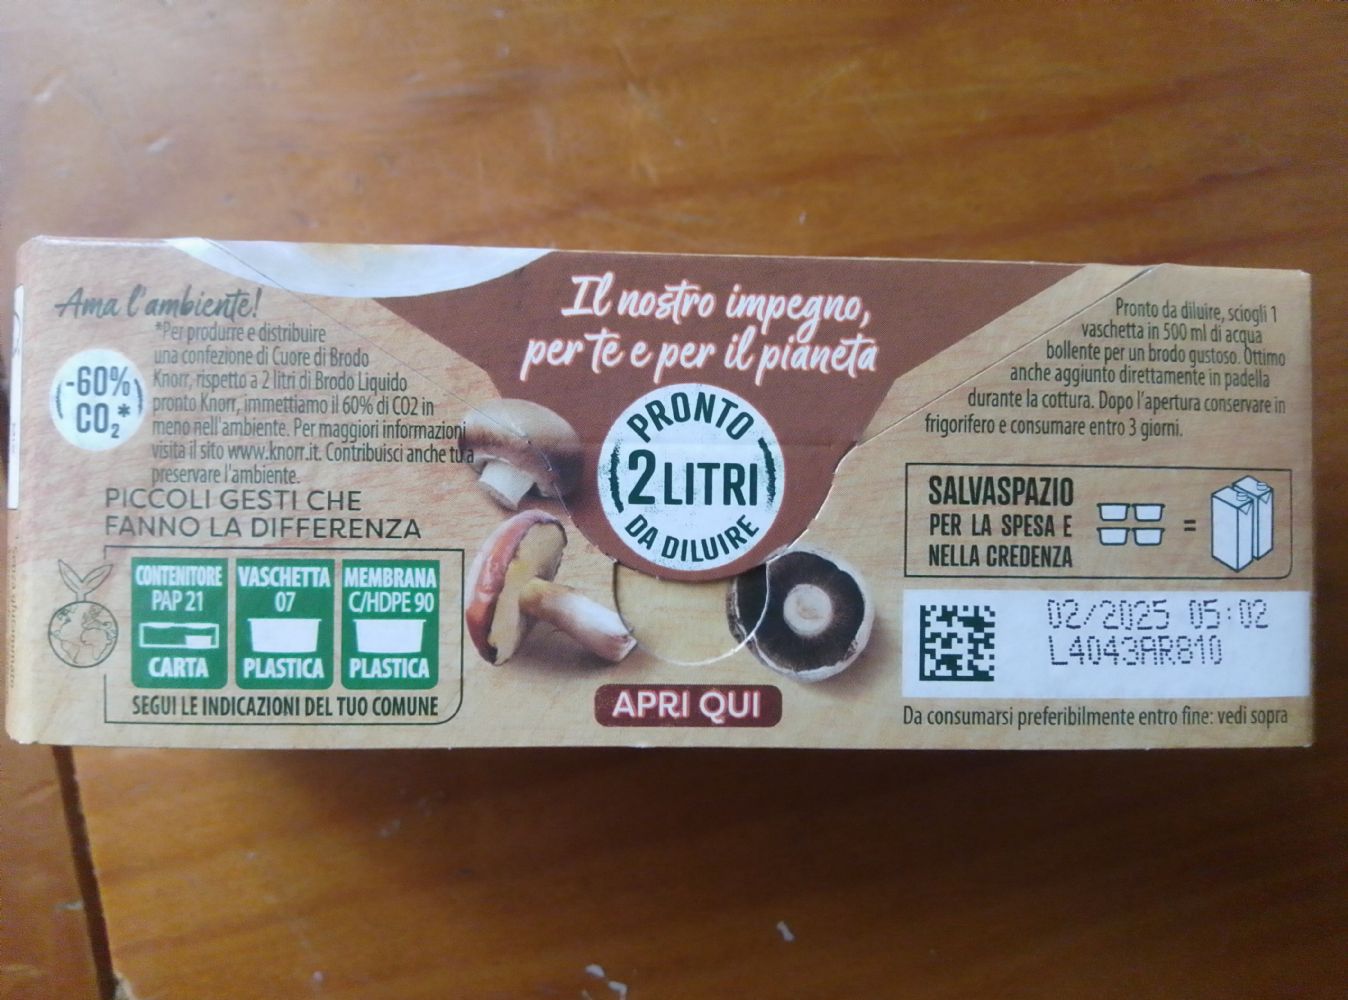 Ama l'ambiente!
*Per produrre e distribuire
una confezione di Cuore di Brodo
Knorr, rispetto a 2 litri di Brodo Liquido
pronto Knorr, immettiamo il 60% di CO2 in
meno nell'ambiente. Per maggiori informazioni
visita il sito www.knorr.it. Contribuisci anche tu a
preservare l'ambiente.
-60%
CO2*
PICCOLI GESTI CHE
FANNO LA DIFFERENZA
CONTENITORE
PAP 21
CARTA
VASCHETTA
07
PLASTICA
MEMBRANA
C/HDPE 90
PLASTICA
SEGUI LE INDICAZIONI DEL TUO COMUNE
Il nostro impegno,
per te e per il pianeta
PRONTO
2 LITRI
DA DILUIRE
APRI QUI
Pronto da diluire, sciogli 1
vaschetta in 500 ml di acqua
bollente per un brodo gustoso. Ottimo
anche aggiunto direttamente in padella
durante la cottura. Dopo l'apertura conservare in
frigorifero e consumare entro 3 giorni.
SALVASPAZIO
PER LA SPESA E
NELLA CREDENZA
=
02/2025 05:02
L4043AR810
Da consumarsi preferibilmente entro fine: vedi sopra